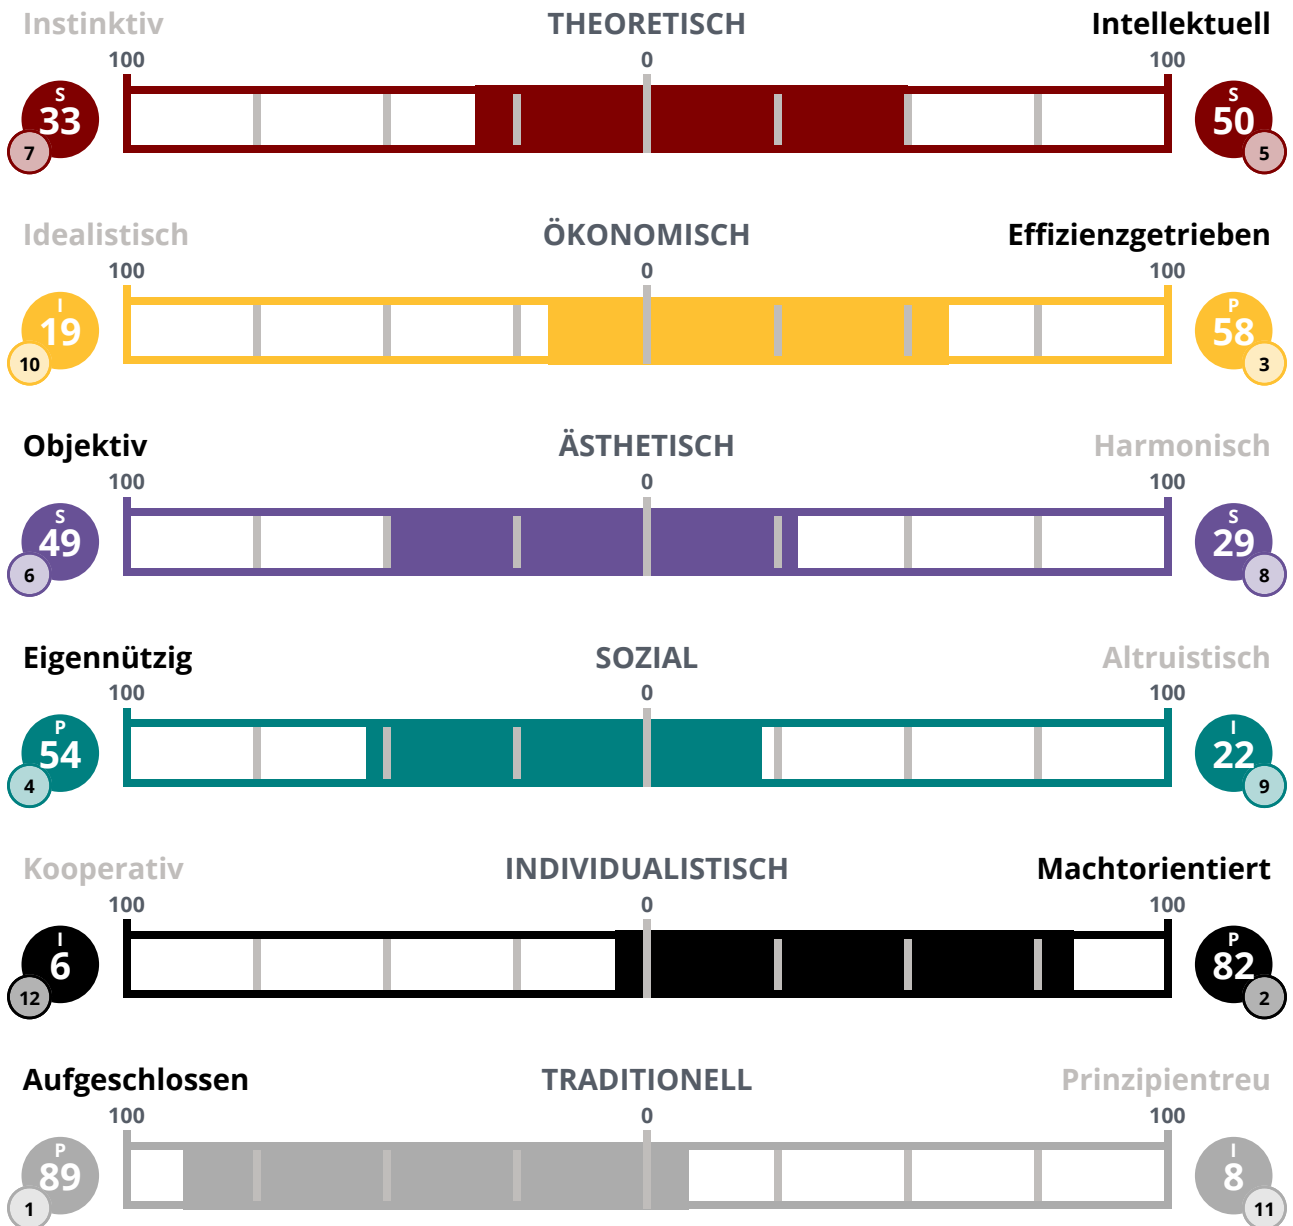 Instinktiv THEORETISCH Intellektuell
100 0 100
S 33 7 S 50 5
Idealistisch ÖKONOMISCH Effizienzgetrieben
100 0 100
I 19 10 P 58 3
Objektiv ÄSTHETISCH Harmonisch
100 0 100
S 49 6 S 29 8
Eigennützig SOZIAL Altruistisch
100 0 100
P 54 4 I 22 9
Kooperativ INDIVIDUALISTISCH Machtorientiert
100 0 100
I 6 12 P 82 2
Aufgeschlossen TRADITIONELL Prinzipientreu
100 0 100
P 89 1 I 8 11